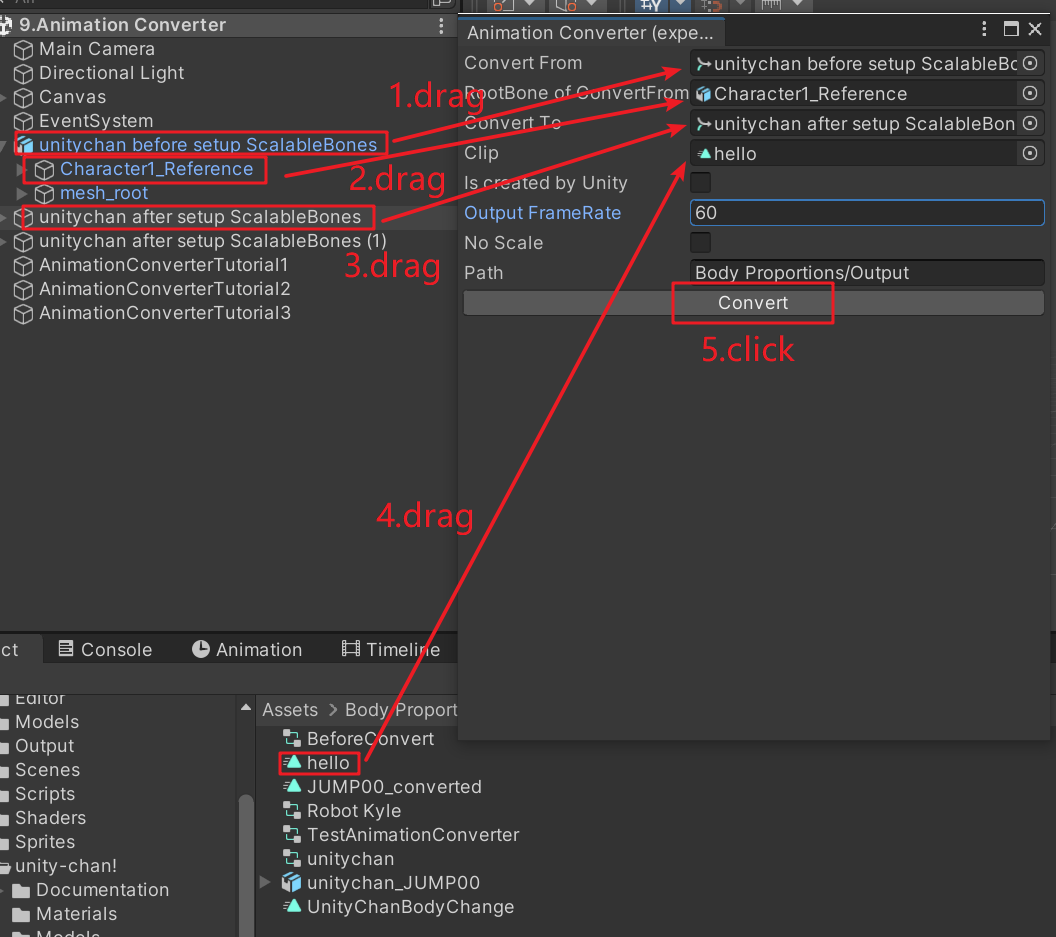 9.Animation Converter
Main Camera
Directional Light
Canvas
EventSystem
unitychan before setup ScalableBones
Character1_Reference
mesh_root
unitychan after setup ScalableBones
unitychan after setup ScalableBones (1)
AnimationConverterTutorial1
AnimationConverterTutorial2
AnimationConverterTutorial3
Animation Converter (expe...
Convert From
unitychan before setup ScalableBo
RootBone of ConvertFrom
Character1_Reference
Convert To
unitychan after setup ScalableBon
Clip
hello
Is created by Unity
Output FrameRate
60
No Scale
Path
Body Proportions/Output
Convert
1.drag
2.drag
3.drag
4.drag
5.click
ct
Console
Animation
Timeline
Editor
Models
Output
Scenes
Scripts
Shaders
Sprites
unity-chan!
Documentation
Materials
Models
Assets > Body Proport
BeforeConvert
hello
JUMP00_converted
Robot Kyle
TestAnimationConverter
unitychan
unitychan_JUMP00
UnityChanBodyChange